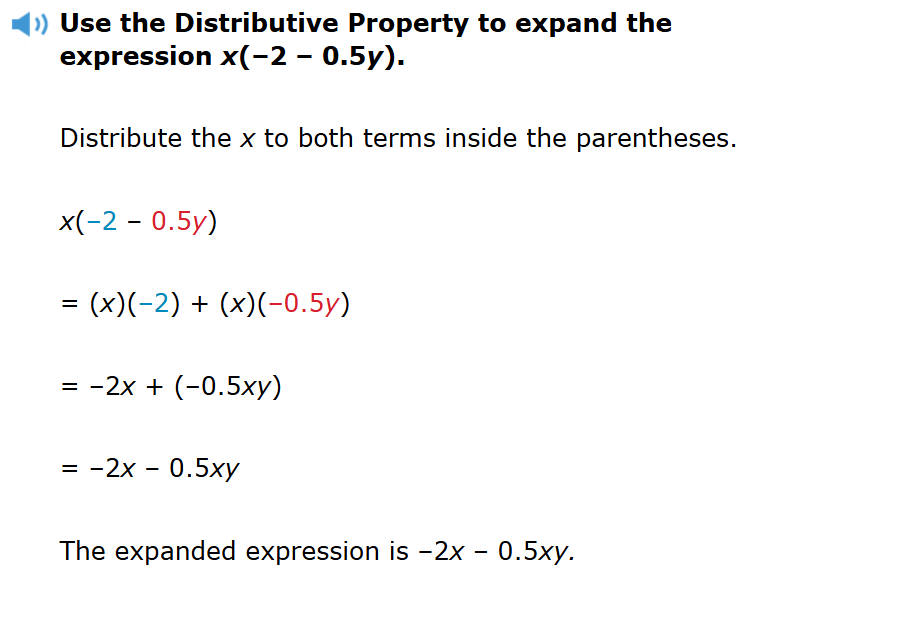 Use the Distributive Property to expand the
expression x(−2 − 0.5y).
Distribute the x to both terms inside the parentheses.
x(−2 − 0.5y)
= (x)(−2) + (x)(−0.5y)
= −2x + (−0.5xy)
= −2x − 0.5xy
The expanded expression is −2x − 0.5xy.